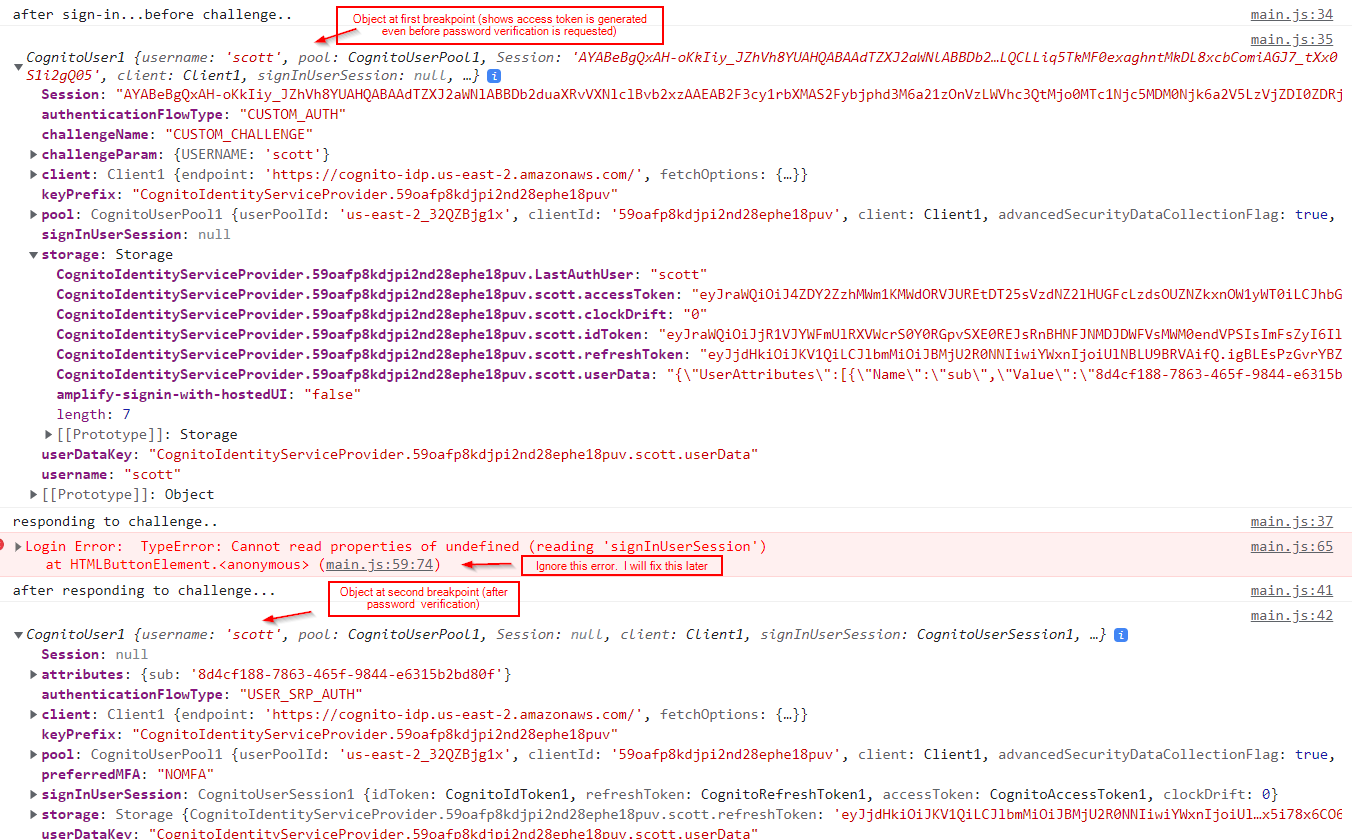 after sign-in...before challenge.. main.js:34
Object at first breakpoint (shows access token is generated
even before password verification is requested)
main.js:35
CognitoUser1 {username: 'scott', pool: CognitoUserPool1, Session: 'AYABeBgQxAH-oKkIiy_JZhVh8YUAHQABAAdTZXJ2aWNlABBDb2…LQCLLiq5TkMF0exaghntMkDL8xcbComiAGJ7_tXx0
S1i2gQ05', client: Client1, signInUserSession: null, …}
Session: "AYABeBgQxAH-oKkIiy_JZhVh8YUAHQABAAdTZXJ2aWNlABBDb2duaXRvVXNlclBvb2xzAAEAB2F3cy1rbXMAS2Fybjphd3M6a21zOnVzLWVhc3QtMjo0MTc1Njc5MDM0Njk6a2V5LzVjZDI0ZDRj
authenticationFlowType: "CUSTOM_AUTH"
challengeName: "CUSTOM_CHALLENGE"
challengeParam: {USERNAME: 'scott'}
client: Client1 {endpoint: 'https://cognito-idp.us-east-2.amazonaws.com/', fetchOptions: {…}}
keyPrefix: "CognitoIdentityServiceProvider.59oafp8kdjpi2nd28ephe18puv"
pool: CognitoUserPool1 {userPoolId: 'us-east-2_32QZBjg1x', clientId: '59oafp8kdjpi2nd28ephe18puv', client: Client1, advancedSecurityDataCollectionFlag: true,
signInUserSession: null
storage: Storage
CognitoIdentityServiceProvider.59oafp8kdjpi2nd28ephe18puv.LastAuthUser: "scott"
CognitoIdentityServiceProvider.59oafp8kdjpi2nd28ephe18puv.scott.accessToken: "eyJraWQiOiJ4ZDY2ZzhMWm1KMWdORVJUREtDT25sVzdNZ2lHUGFcLzdsOUZNZkxnOW1yWT0iLCJhbG
CognitoIdentityServiceProvider.59oafp8kdjpi2nd28ephe18puv.scott.clockDrift: "0"
CognitoIdentityServiceProvider.59oafp8kdjpi2nd28ephe18puv.scott.idToken: "eyJraWQiOiJjR1VJYWFmUlRXVWcrS0Y0RGpvSXE0REJsRnBHNFJNMDJDWFVsMWM0endVPSIsImFsZyI6Il
CognitoIdentityServiceProvider.59oafp8kdjpi2nd28ephe18puv.scott.refreshToken: "eyJjdHkiOiJKV1QiLCJlbmMiOiJBMjU2R0NNIiwiYWxnIjoiUlNBLU9BRVAifQ.igBLEsPzGvrYBZ
CognitoIdentityServiceProvider.59oafp8kdjpi2nd28ephe18puv.scott.userData: "{\"UserAttributes\":[{\"Name\":\"sub\",\"Value\":\"8d4cf188-7863-465f-9844-e6315b
amplify-signin-with-hostedUI: "false"
length: 7
[[Prototype]]: Storage
userDataKey: "CognitoIdentityServiceProvider.59oafp8kdjpi2nd28ephe18puv.scott.userData"
username: "scott"
[[Prototype]]: Object
responding to challenge.. main.js:37
Login Error: TypeError: Cannot read properties of undefined (reading 'signInUserSession') main.js:65
at HTMLButtonElement.<anonymous> (main.js:59:74)
Ignore this error. I will fix this later
after responding to challenge... main.js:41
Object at second breakpoint (after
password verification)
main.js:42
CognitoUser1 {username: 'scott', pool: CognitoUserPool1, Session: null, client: Client1, signInUserSession: CognitoUserSession1, …}
Session: null
attributes: {sub: '8d4cf188-7863-465f-9844-e6315b2bd80f'}
authenticationFlowType: "USER_SRP_AUTH"
client: Client1 {endpoint: 'https://cognito-idp.us-east-2.amazonaws.com/', fetchOptions: {…}}
keyPrefix: "CognitoIdentityServiceProvider.59oafp8kdjpi2nd28ephe18puv"
pool: CognitoUserPool1 {userPoolId: 'us-east-2_32QZBjg1x', clientId: '59oafp8kdjpi2nd28ephe18puv', client: Client1, advancedSecurityDataCollectionFlag: true,
preferredMFA: "NOMFA"
signInUserSession: CognitoUserSession1 {idToken: CognitoIdToken1, refreshToken: CognitoRefreshToken1, accessToken: CognitoAccessToken1, clockDrift: 0}
storage: Storage {CognitoIdentityServiceProvider.59oafp8kdjpi2nd28ephe18puv.scott.refreshToken: 'eyJjdHkiOiJKV1QiLCJlbmMiOiJBMjU2R0NNIiwiYWxnIjoiUl…x5i78x6CO6
userDataKey: "CognitoIdentityServiceProvider.59oafp8kdjpi2nd28ephe18puv.scott.userData"